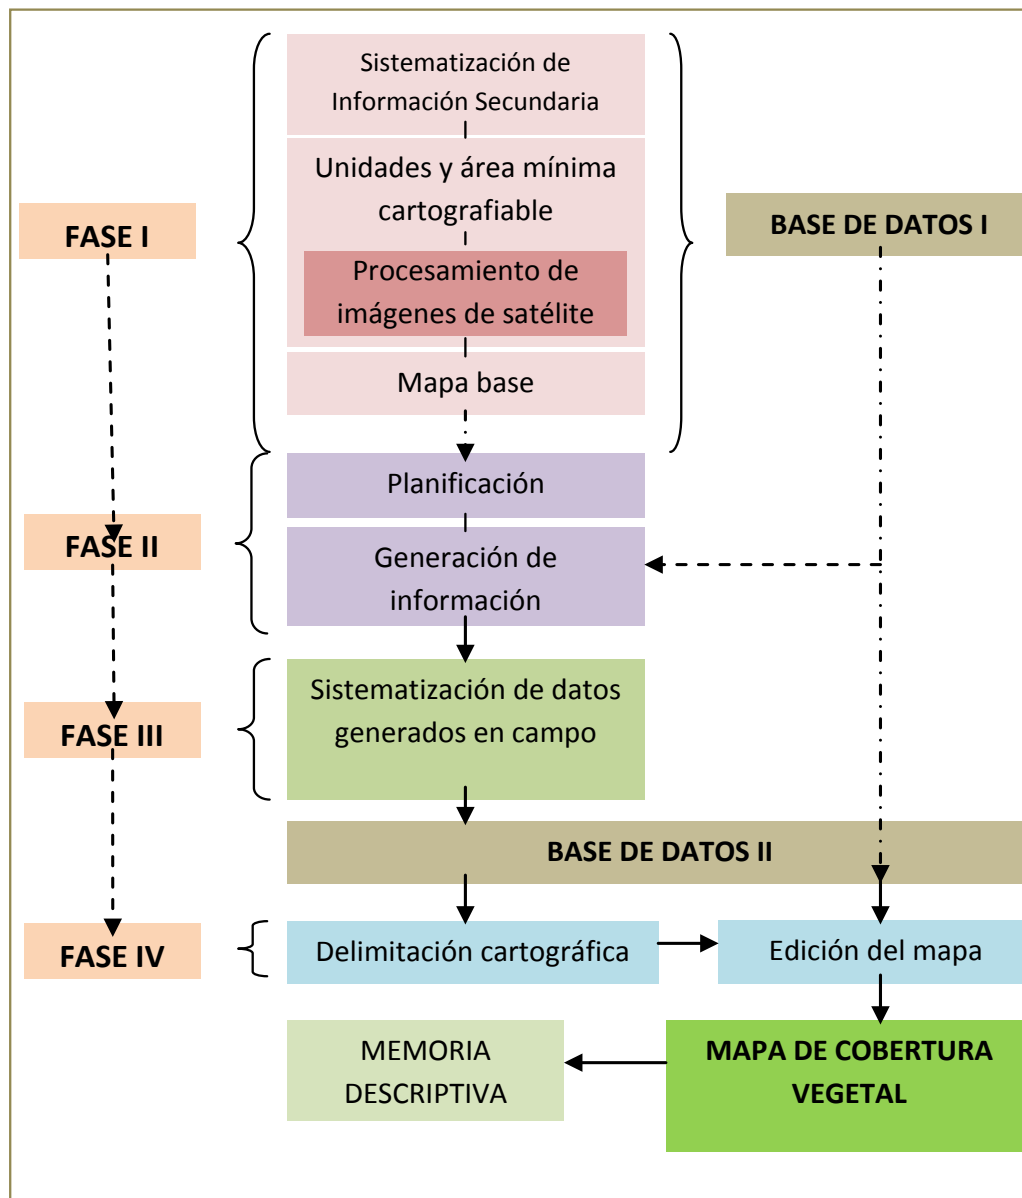 Sistematización de
Información Secundaria
Unidades y área mínima
cartografiable
FASE I
BASE DE DATOS I
Procesamiento de
imágenes de satélite
Mapa base
Planificación
FASE II
Generación de
información
Sistematización de datos
generados en campo
FASE III
BASE DE DATOS II
FASE IV
Delimitación cartográfica
Edición del mapa
MEMORIA
DESCRIPTIVA
MAPA DE COBERTURA
VEGETAL